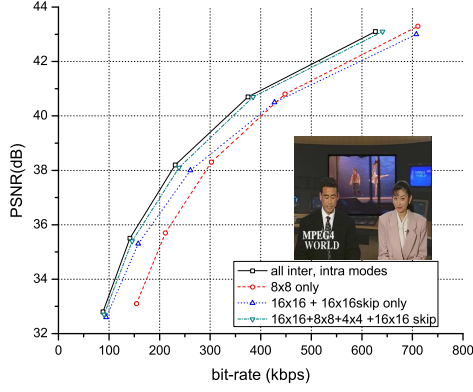 44
42
40
38
36
34
32
PSNR(dB)
MPEG4
WORLD
all inter, intra modes
8x8 only
16x16 + 16x16skip only
16x16+8x8+4x4 +16x16 skip
0 100 200 300 400 500 600 700 800
bit-rate (kbps)